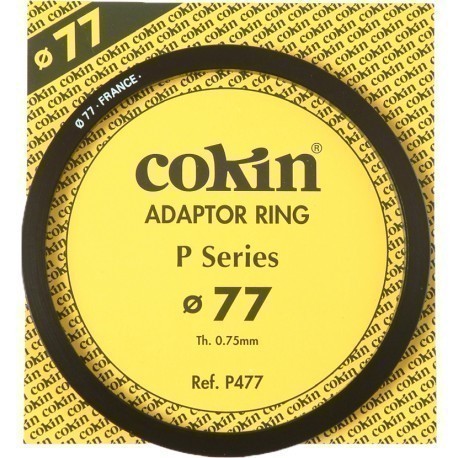 ø 77
ø 77 · FRANCE ·
cokin®
ADAPTOR RING
P Series
ø 77
Th. 0.75mm
Ref. P477